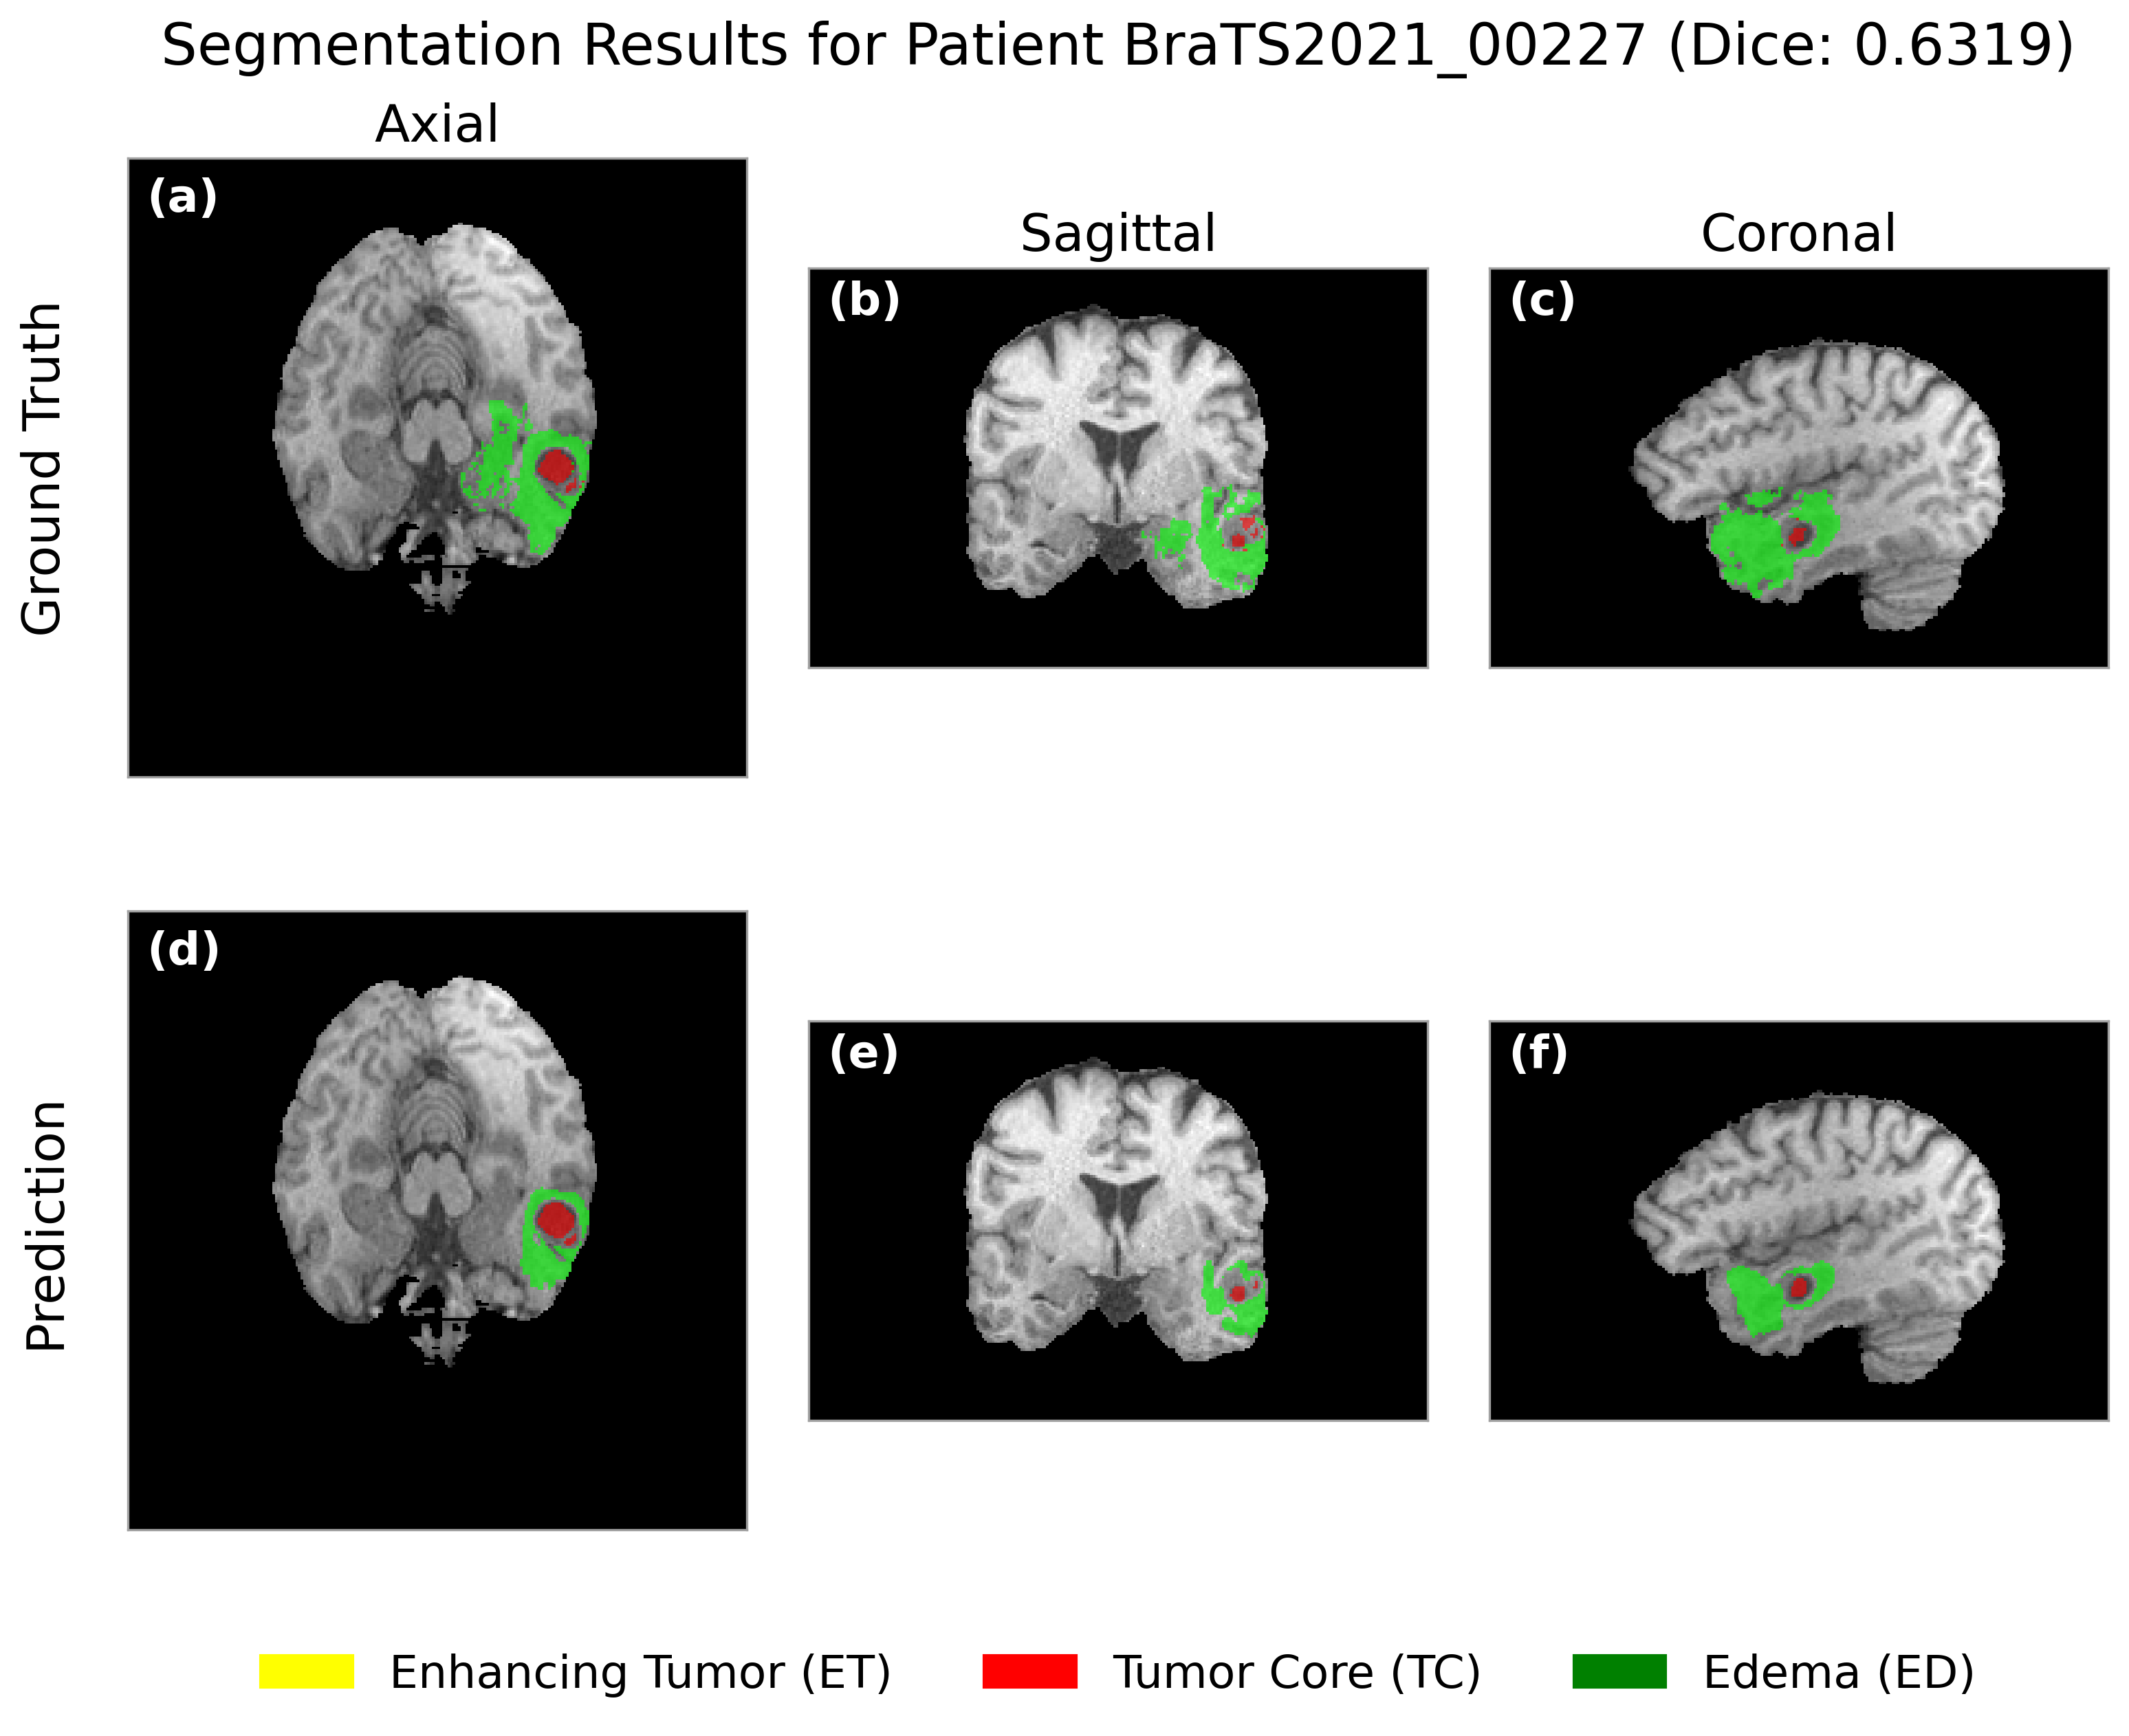 Segmentation Results for Patient BraTS2021_00227 (Dice: 0.6319)
Axial
Sagittal
Coronal
Ground Truth
(a)
(b)
(c)
Prediction
(d)
(e)
(f)
Enhancing Tumor (ET)
Tumor Core (TC)
Edema (ED)